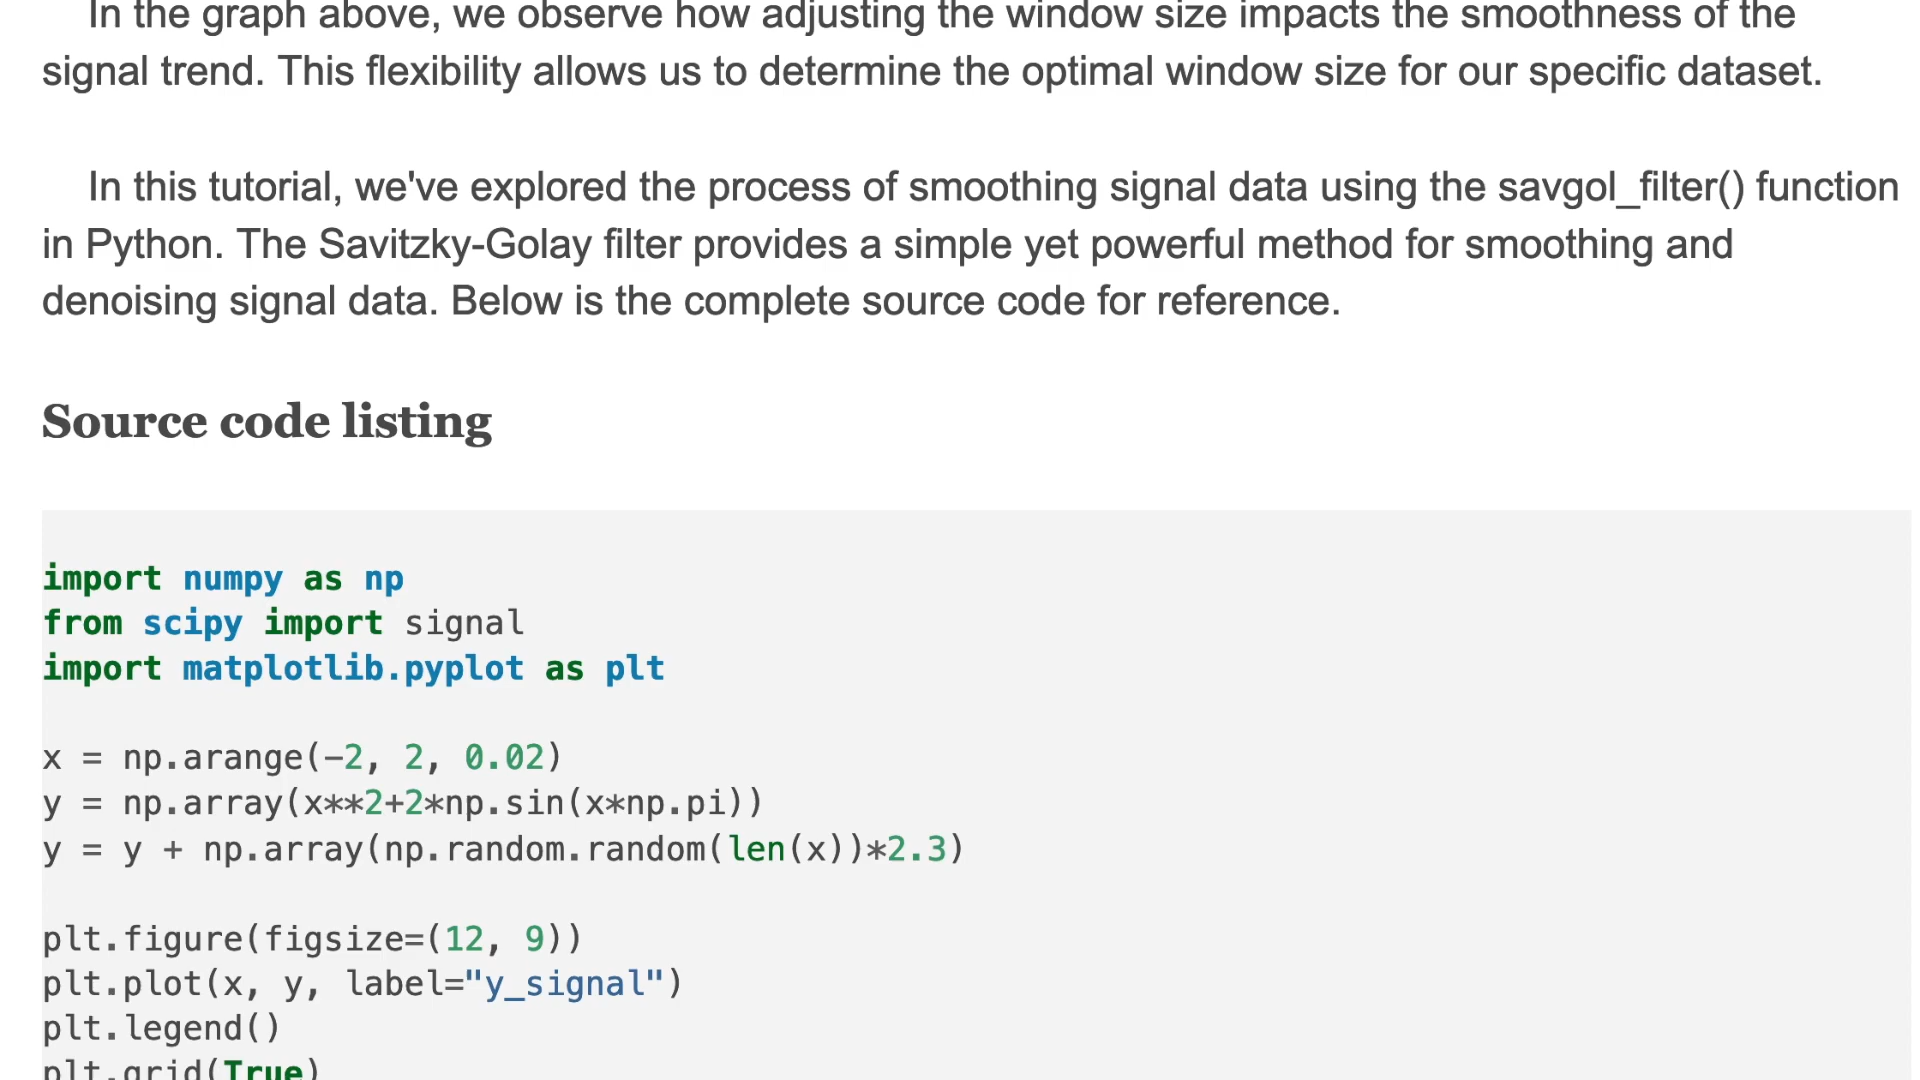 In the graph above, we observe how adjusting the window size impacts the smoothness of the
signal trend. This flexibility allows us to determine the optimal window size for our specific dataset.
In this tutorial, we've explored the process of smoothing signal data using the savgol_filter() function
in Python. The Savitzky-Golay filter provides a simple yet powerful method for smoothing and
denoising signal data. Below is the complete source code for reference.
Source code listing
import numpy as np
from scipy import signal
import matplotlib.pyplot as plt
x = np.arange(-2, 2, 0.02)
y = np.array(x**2+2*np.sin(x*np.pi))
y = y + np.array(np.random.random(len(x))*2.3)
plt.figure(figsize=(12, 9))
plt.plot(x, y, label="y_signal")
plt.legend()
plt.grid(True)